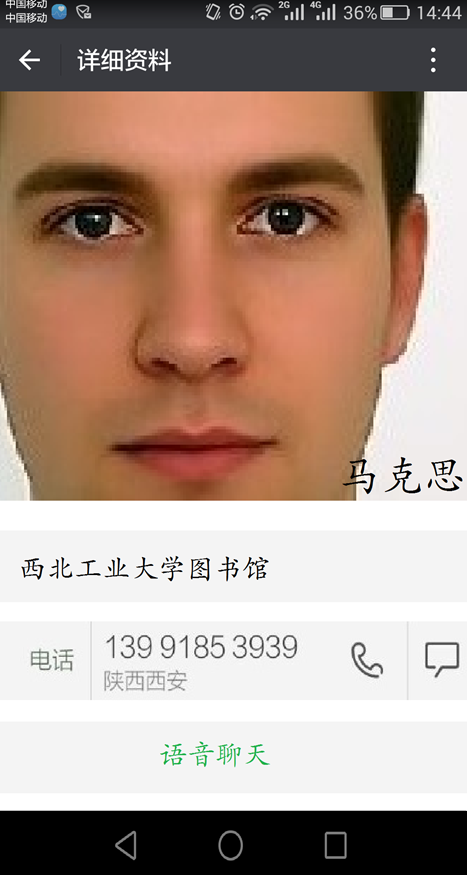 中国移动
中国移动 2G 4G 36% 14:44
详细资料
马克思
西北工业大学图书馆
电话 139 9185 3939
陕西西安
语音聊天